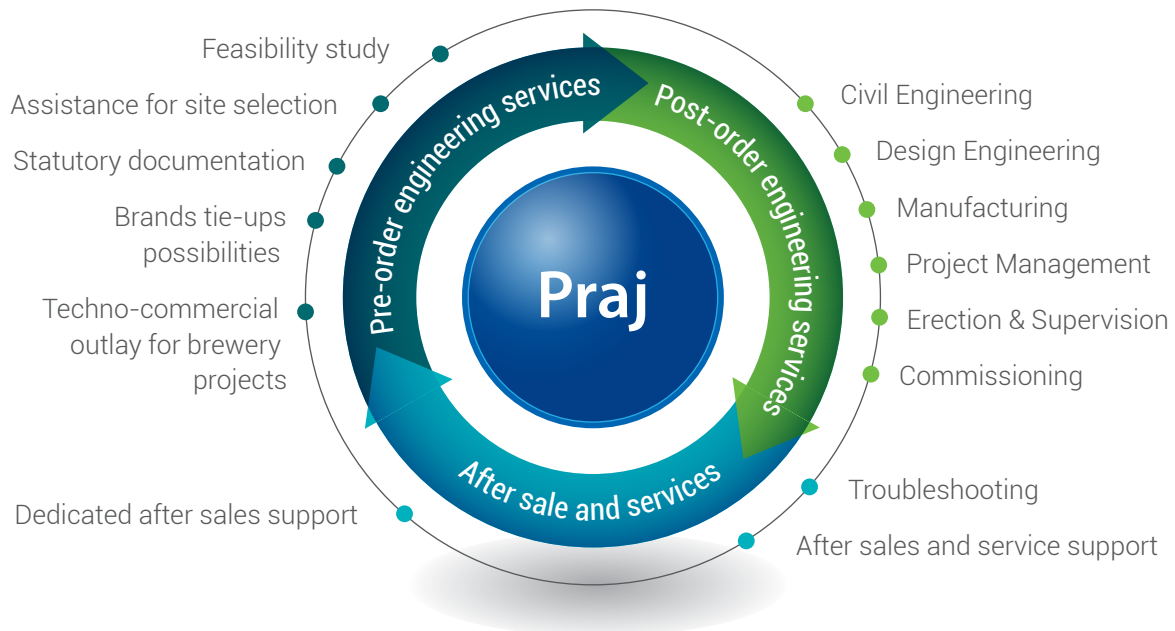 Feasibility study
Assistance for site selection
Statutory documentation
Brands tie-ups
possibilities
Techno-commercial
outlay for brewery
projects
Dedicated after sales support
Pre-order engineering services
Post-order engineering services
After sale and services
Praj
Civil Engineering
Design Engineering
Manufacturing
Project Management
Erection & Supervision
Commissioning
Troubleshooting
After sales and service support